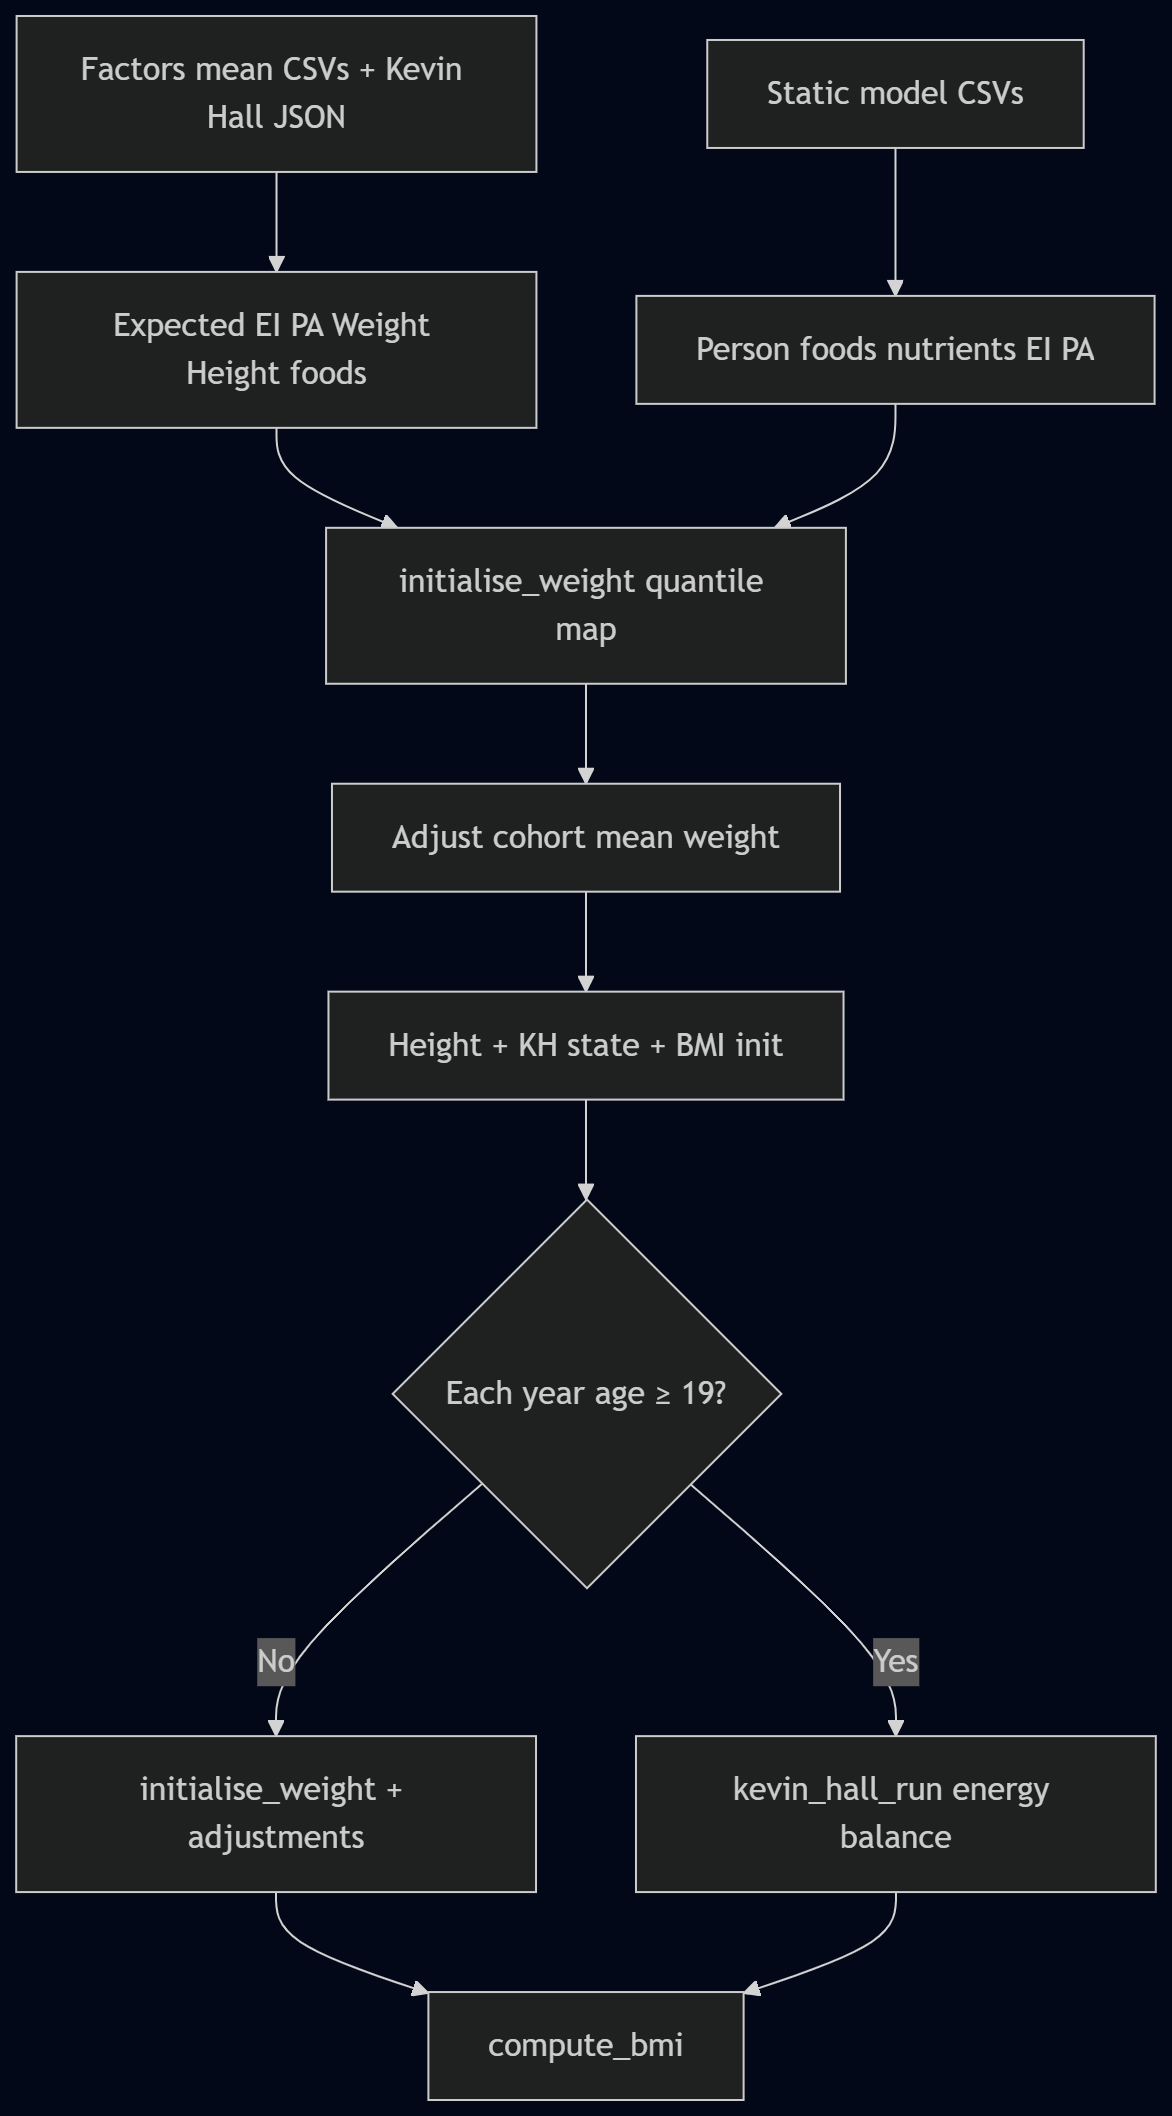 Factors mean CSVs + Kevin
Hall JSON
Static model CSVs
Expected EI PA Weight
Height foods
Person foods nutrients EI PA
initialise_weight quantile
map
Adjust cohort mean weight
Height + KH state + BMI init
Each year age ≥ 19?
No
Yes
initialise_weight +
adjustments
kevin_hall_run energy
balance
compute_bmi